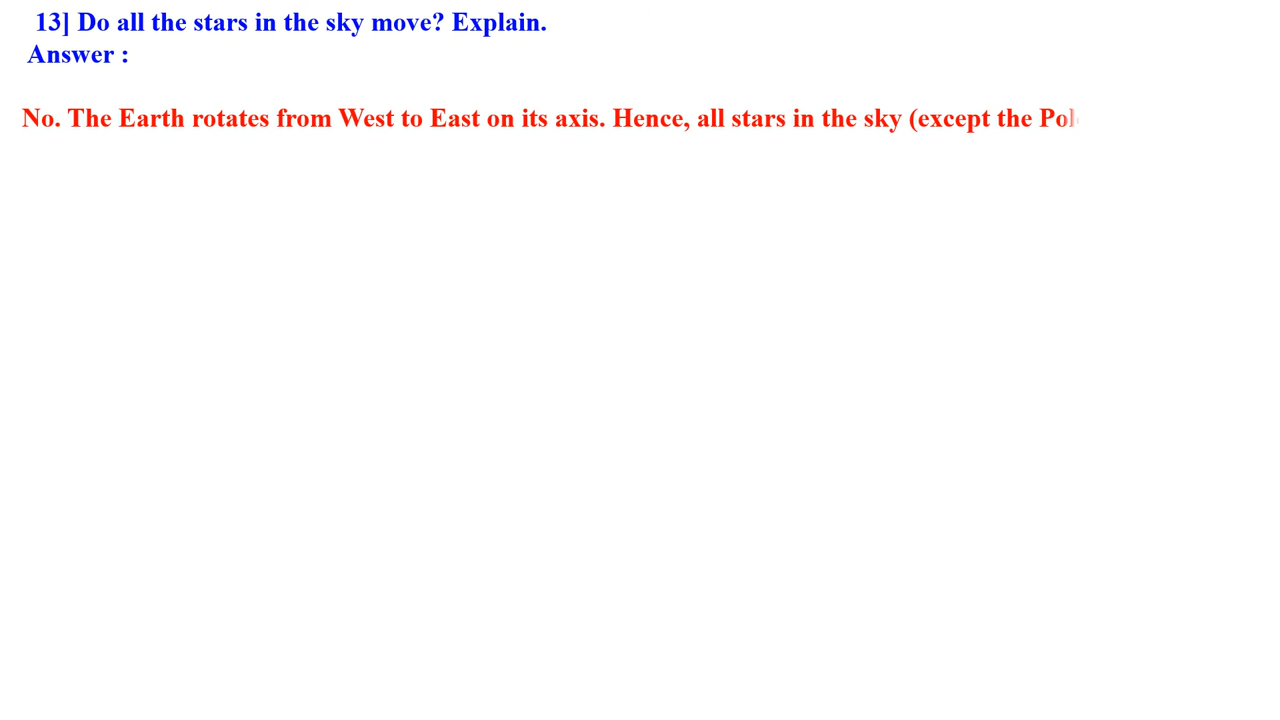 13] Do all the stars in the sky move? Explain.
Answer :
No. The Earth rotates from West to East on its axis. Hence, all stars in the sky (except the